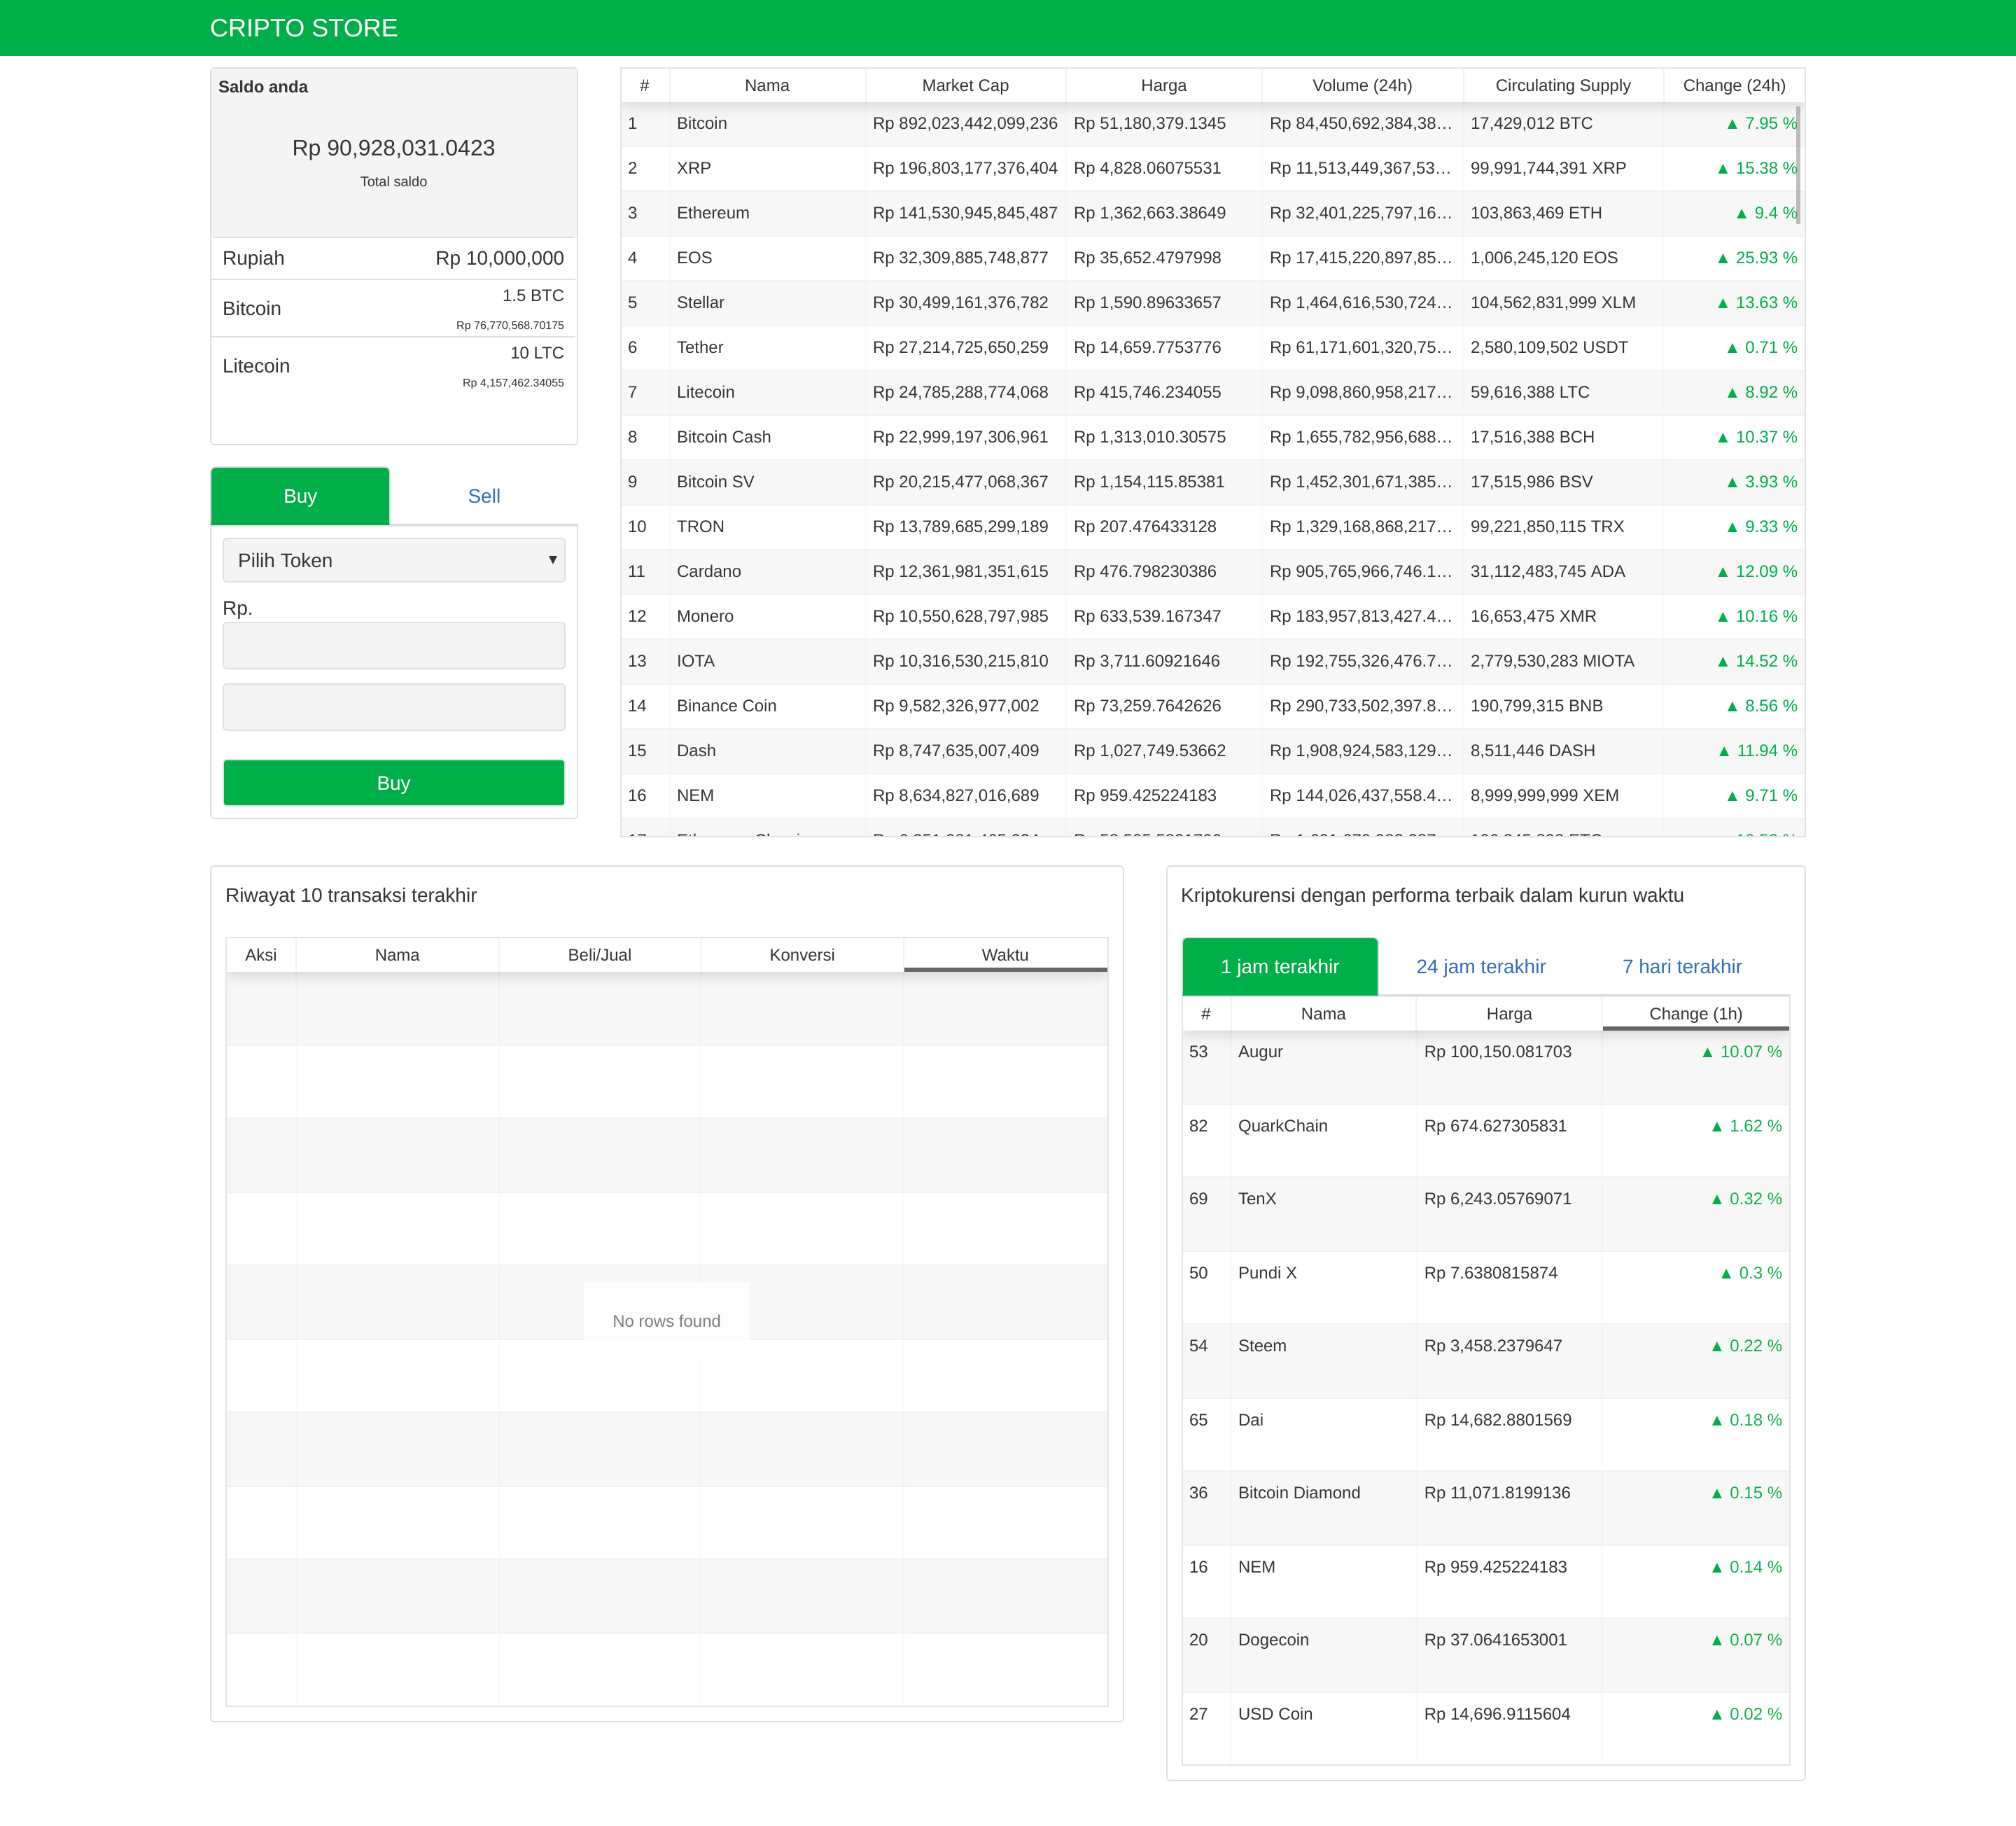 CRIPTO STORE
Saldo anda
Rp 90,928,031.0423
Total saldo
Rupiah Rp 10,000,000
Bitcoin 1.5 BTC
Rp 76,770,568.70175
Litecoin 10 LTC
Rp 4,157,462.34055
Buy Sell
Pilih Token ▼
Rp.
Buy
# Nama Market Cap Harga Volume (24h) Circulating Supply Change (24h)
1 Bitcoin Rp 892,023,442,099,236 Rp 51,180,379.1345 Rp 84,450,692,384,38… 17,429,012 BTC ▲ 7.95 %
2 XRP Rp 196,803,177,376,404 Rp 4,828.06075531 Rp 11,513,449,367,53… 99,991,744,391 XRP ▲ 15.38 %
3 Ethereum Rp 141,530,945,845,487 Rp 1,362,663.38649 Rp 32,401,225,797,16… 103,863,469 ETH ▲ 9.4 %
4 EOS Rp 32,309,885,748,877 Rp 35,652.4797998 Rp 17,415,220,897,85… 1,006,245,120 EOS ▲ 25.93 %
5 Stellar Rp 30,499,161,376,782 Rp 1,590.89633657 Rp 1,464,616,530,724… 104,562,831,999 XLM ▲ 13.63 %
6 Tether Rp 27,214,725,650,259 Rp 14,659.7753776 Rp 61,171,601,320,75… 2,580,109,502 USDT ▲ 0.71 %
7 Litecoin Rp 24,785,288,774,068 Rp 415,746.234055 Rp 9,098,860,958,217… 59,616,388 LTC ▲ 8.92 %
8 Bitcoin Cash Rp 22,999,197,306,961 Rp 1,313,010.30575 Rp 1,655,782,956,688… 17,516,388 BCH ▲ 10.37 %
9 Bitcoin SV Rp 20,215,477,068,367 Rp 1,154,115.85381 Rp 1,452,301,671,385… 17,515,986 BSV ▲ 3.93 %
10 TRON Rp 13,789,685,299,189 Rp 207.476433128 Rp 1,329,168,868,217… 99,221,850,115 TRX ▲ 9.33 %
11 Cardano Rp 12,361,981,351,615 Rp 476.798230386 Rp 905,765,966,746.1… 31,112,483,745 ADA ▲ 12.09 %
12 Monero Rp 10,550,628,797,985 Rp 633,539.167347 Rp 183,957,813,427.4… 16,653,475 XMR ▲ 10.16 %
13 IOTA Rp 10,316,530,215,810 Rp 3,711.60921646 Rp 192,755,326,476.7… 2,779,530,283 MIOTA ▲ 14.52 %
14 Binance Coin Rp 9,582,326,977,002 Rp 73,259.7642626 Rp 290,733,502,397.8… 190,799,315 BNB ▲ 8.56 %
15 Dash Rp 8,747,635,007,409 Rp 1,027,749.53662 Rp 1,908,924,583,129… 8,511,446 DASH ▲ 11.94 %
16 NEM Rp 8,634,827,016,689 Rp 959.425224183 Rp 144,026,437,558.4… 8,999,999,999 XEM ▲ 9.71 %
Riwayat 10 transaksi terakhir
Aksi Nama Beli/Jual Konversi Waktu
No rows found
Kriptokurensi dengan performa terbaik dalam kurun waktu
1 jam terakhir 24 jam terakhir 7 hari terakhir
# Nama Harga Change (1h)
53 Augur Rp 100,150.081703 ▲ 10.07 %
82 QuarkChain Rp 674.627305831 ▲ 1.62 %
69 TenX Rp 6,243.05769071 ▲ 0.32 %
50 Pundi X Rp 7.6380815874 ▲ 0.3 %
54 Steem Rp 3,458.2379647 ▲ 0.22 %
65 Dai Rp 14,682.8801569 ▲ 0.18 %
36 Bitcoin Diamond Rp 11,071.8199136 ▲ 0.15 %
16 NEM Rp 959.425224183 ▲ 0.14 %
20 Dogecoin Rp 37.0641653001 ▲ 0.07 %
27 USD Coin Rp 14,696.9115604 ▲ 0.02 %